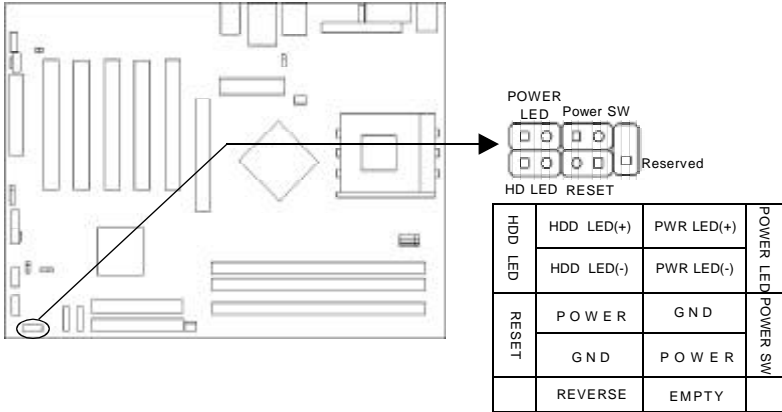 POWER
LED Power SW
Reserved
HD LED RESET
HDD LED
HDD LED(+) PWR LED(+)
POWER LED
HDD LED(-) PWR LED(-)
RESET
POWER GND
POWER SW
GND POWER
REVERSE EMPTY